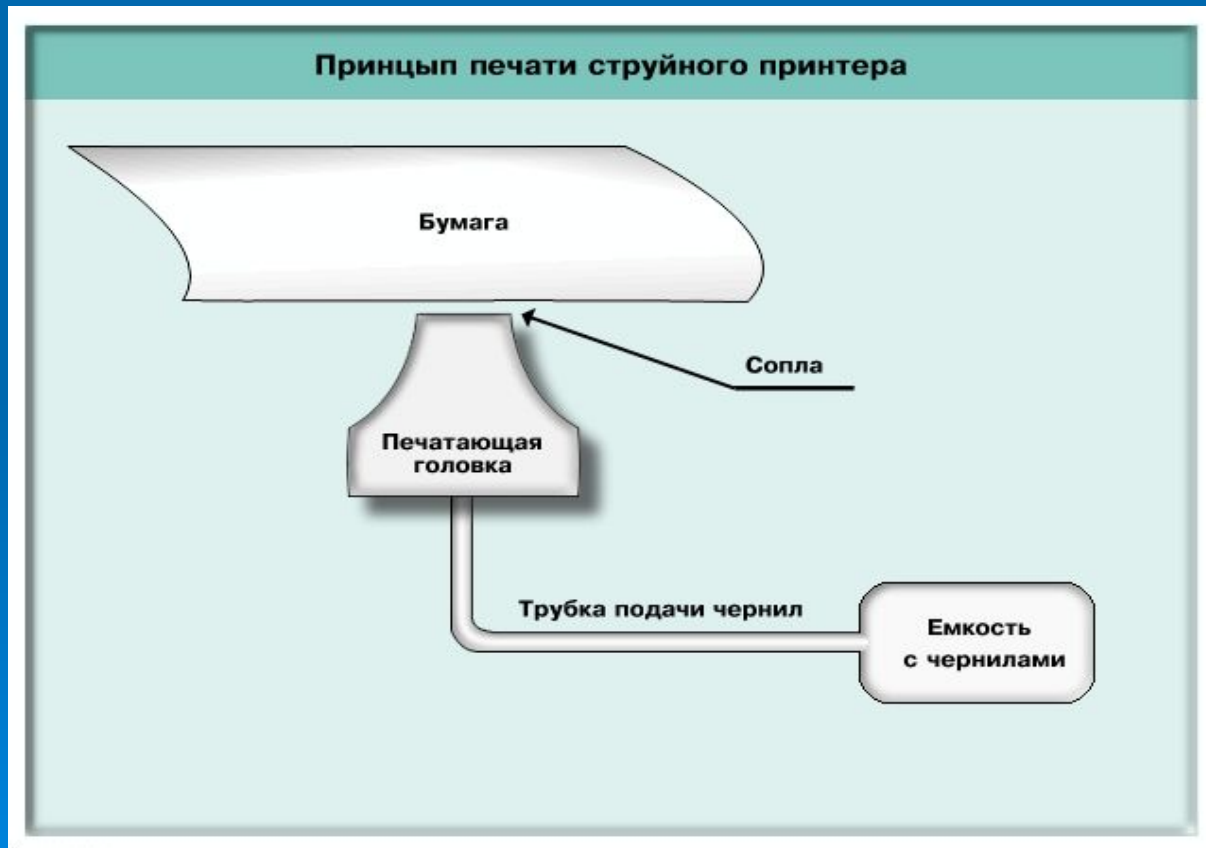 Принцып печати струйного принтера
Бумага
Сопла
Печатающая
головка
Трубка подачи чернил
Емкость
с чернилами